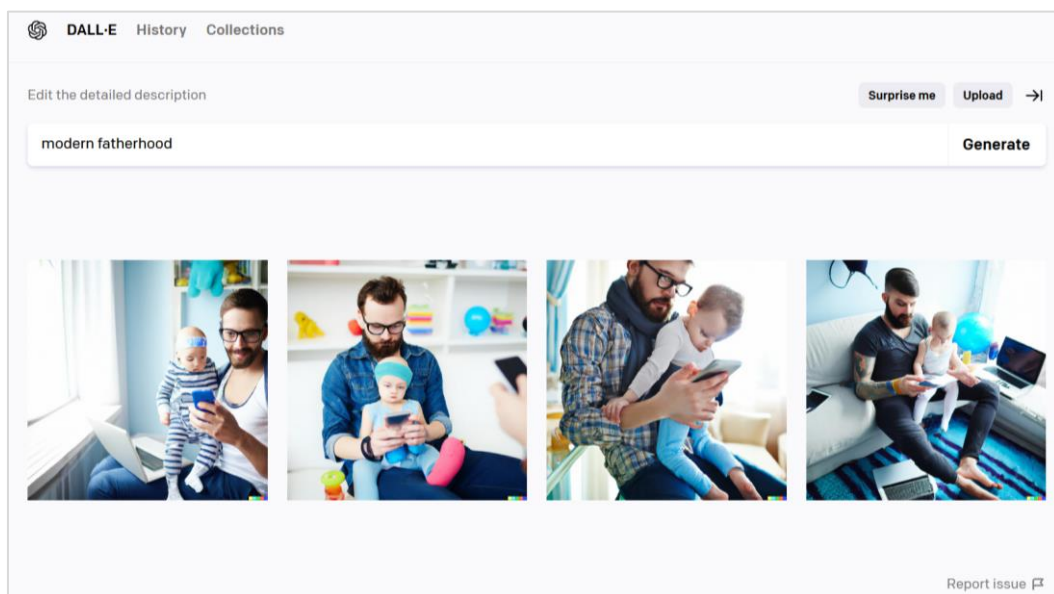 DALL·E History Collections
Edit the detailed description
Surprise me Upload
modern fatherhood
Generate
Report issue